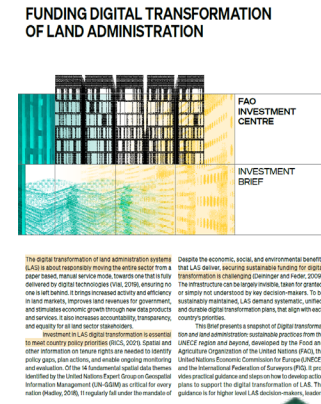 FUNDING DIGITAL TRANSFORMATION
OF LAND ADMINISTRATION
FAO
INVESTMENT
CENTRE
INVESTMENT
BRIEF
The digital transformation of land administration systems
(LAS) is about responsibly moving the entire sector from a
paper based, manual service mode, towards one that is fully
delivered by digital technologies (Vial, 2019), ensuring no
one is left behind. It brings increased activity and efficiency
in land markets, improves land revenues for government,
and stimulates economic growth through new data products
and services. It also increases accountability, transparency,
and equity for all land sector stakeholders.
Investment in LAS digital transformation is essential
to meet country policy priorities (RICS, 2021). Spatial and
other information on tenure rights are needed to identify
policy gaps, plan actions, and enable ongoing monitoring
and evaluation. Of the 14 fundamental spatial data themes
identified by the United Nations Expert Group on Geospatial
Information Management (UN-GGIM) as critical for every
nation (Hadley, 2018), it regularly fall under the mandate of
Despite the economic, social, and environmental benefit
that LAS deliver, securing sustainable funding for digita
transformation is challenging (Deininger and Feder, 2009
The infrastructure can be largely invisible, taken for grante
or simply not understood by key decision-makers. To b
sustainably maintained, LAS demand systematic, unifie
and durable digital transformation plans, that align with eac
country's priorities.
This Brief presents a snapshot of Digital transforma
tion and land administration: sustainable practices from th
UNECE region and beyond, developed by the Food an
Agriculture Organization of the United Nations (FAO), th
United Nations Economic Commission for Europe (UNECE
and the International Federation of Surveyors (FIG). It pro
vides practical guidance and steps on how to develop actio
plans to support the digital transformation of LAS. Th
guidance is for higher level LAS decision-makers, leader